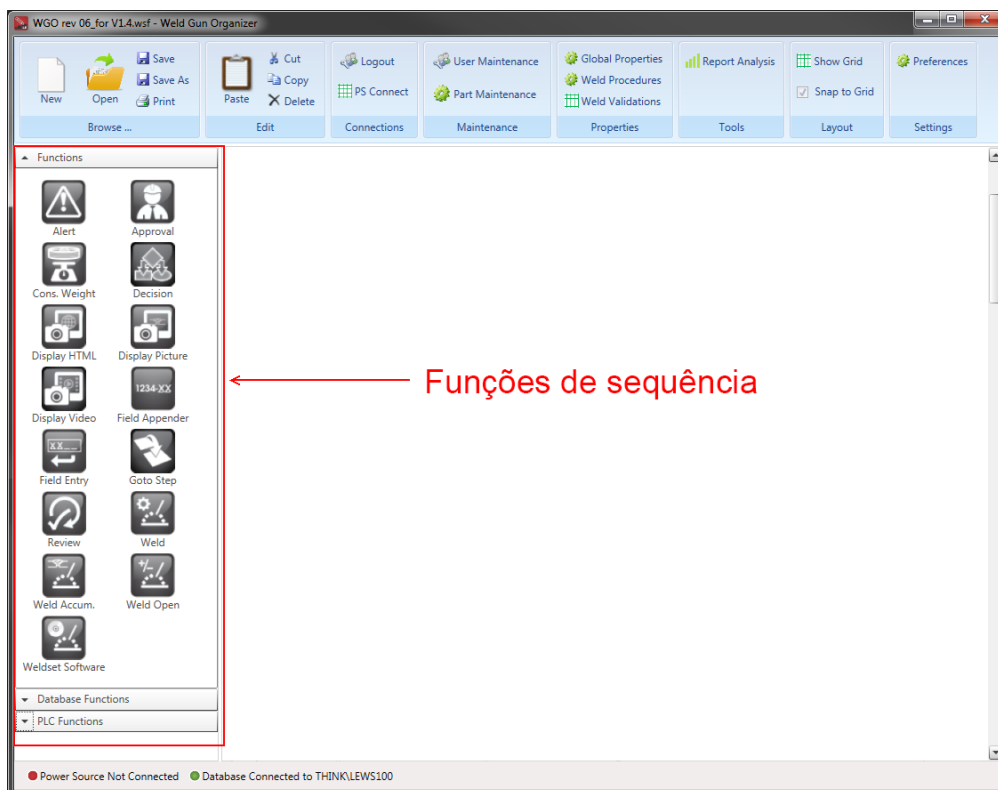 WGO rev 06_for V1.4.wsf - Weld Gun Organizer
New
Open
Save
Save As
Print
Browse ...
Paste
Cut
Copy
Delete
Edit
Logout
PS Connect
Connections
User Maintenance
Part Maintenance
Maintenance
Global Properties
Weld Procedures
Weld Validations
Properties
Report Analysis
Tools
Show Grid
Snap to Grid
Layout
Preferences
Settings
Functions
Alert
Approval
Cons. Weight
Decision
Display HTML
Display Picture
Display Video
1234-XX
Field Appender
XX__
Field Entry
Goto Step
Review
Weld
Weld Accum.
+/-
Weld Open
Weldset Software
Database Functions
PLC Functions
Funções de sequência
Power Source Not Connected
Database Connected to THINK\LEWS100